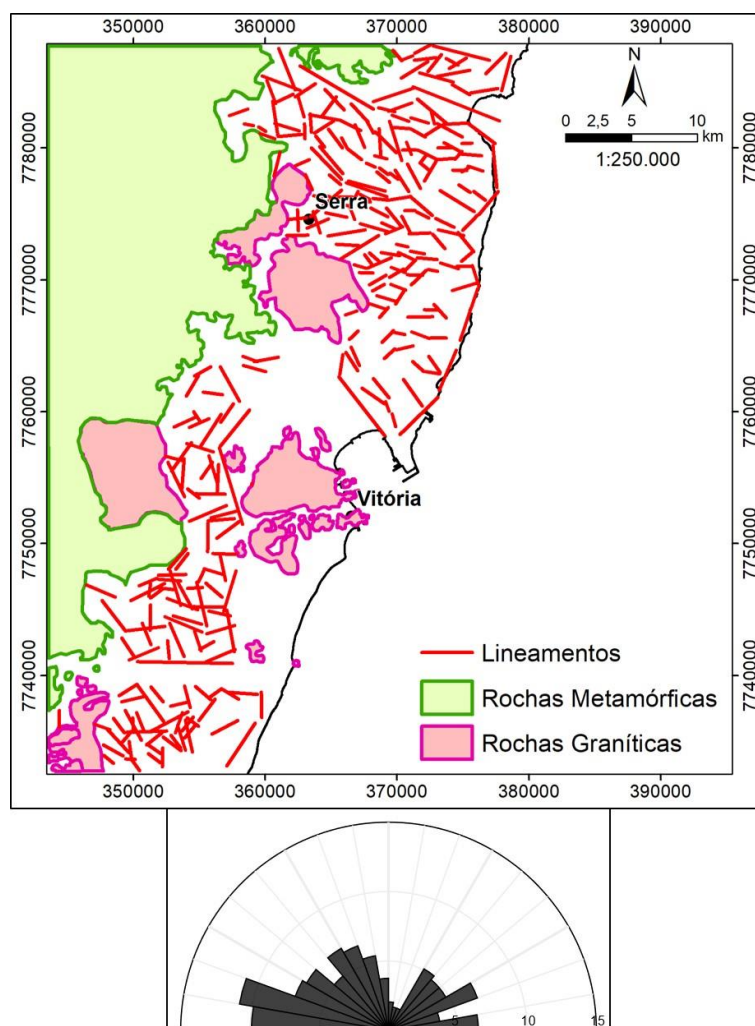 350000 360000 370000 380000 390000
N
0 2,5 5 10
km
1:250.000
7780000 7780000
Serra
7770000 7770000
7760000 7760000
Vitória
7750000 7750000
Lineamentos
7740000 7740000
Rochas Metamórficas
Rochas Graníticas
350000 360000 370000 380000 390000
5 10 15